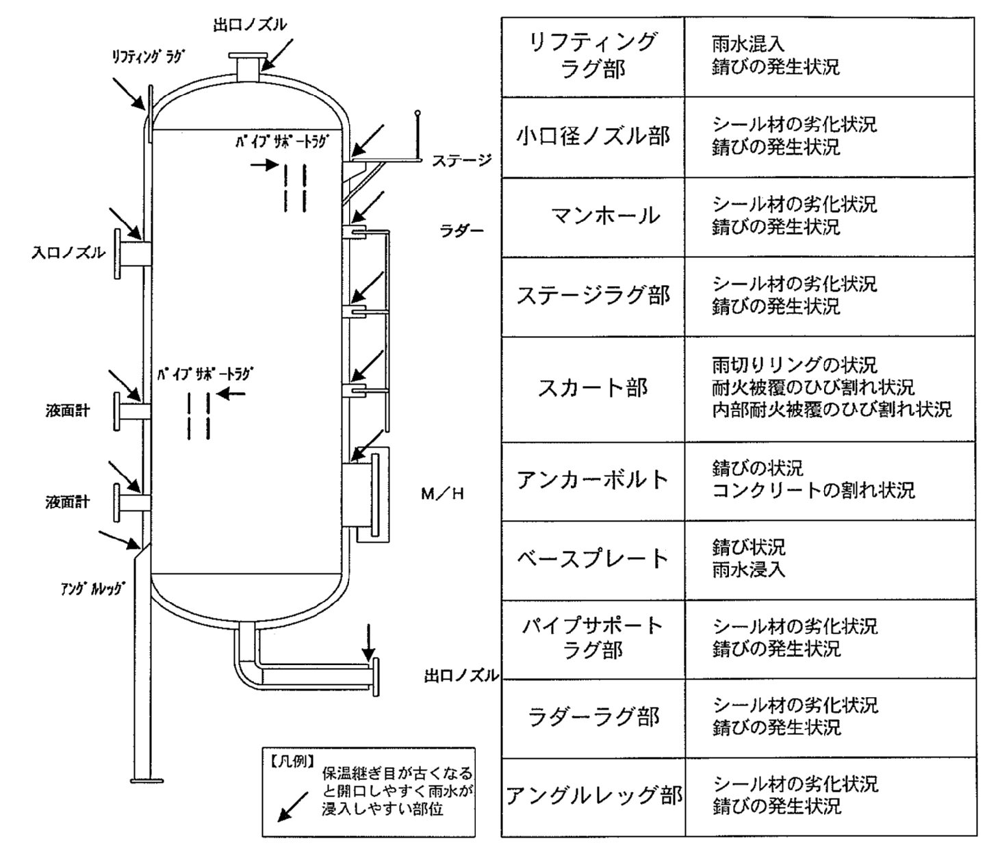 出口ノズル
リフティングラグ
パイプサポートラグ
ステージ
ラダー
入口ノズル
パイプサポートラグ
液面計
M/H
液面計
アングルレッグ
出口ノズル
【凡例】
保温継ぎ目が古くなる
と開口しやすく雨水が
浸入しやすい部位
リフティング
ラグ部
雨水混入
錆びの発生状況
小口径ノズル部
シール材の劣化状況
錆びの発生状況
マンホール
シール材の劣化状況
錆びの発生状況
ステージラグ部
シール材の劣化状況
錆びの発生状況
スカート部
雨切りリングの状況
耐火被覆のひび割れ状況
内部耐火被覆のひび割れ状況
アンカーボルト
錆びの状況
コンクリートの割れ状況
ベースプレート
錆び状況
雨水浸入
パイプサポート
ラグ部
シール材の劣化状況
錆びの発生状況
ラダーラグ部
シール材の劣化状況
錆びの発生状況
アングルレッグ部
シール材の劣化状況
錆びの発生状況